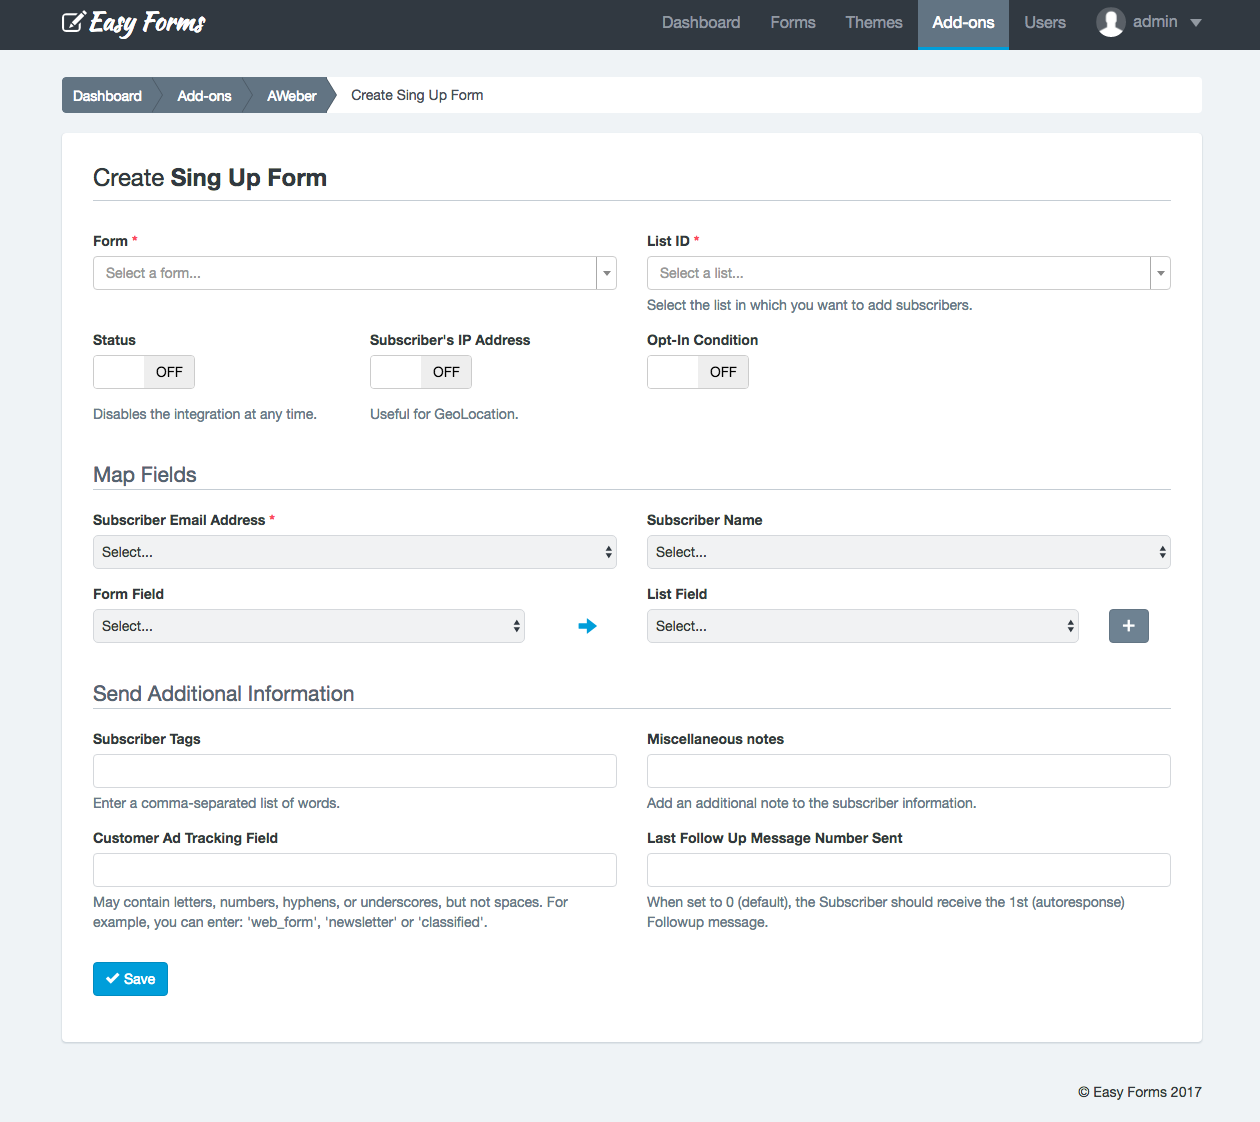 Easy Forms
Dashboard Forms Themes Add-ons Users admin
Dashboard Add-ons AWeber Create Sing Up Form
Create Sing Up Form
Form * List ID *
Select a form... Select a list...
Select the list in which you want to add subscribers.
Status Subscriber's IP Address Opt-In Condition
OFF OFF OFF
Disables the integration at any time. Useful for GeoLocation.
Map Fields
Subscriber Email Address * Subscriber Name
Select... Select...
Form Field List Field
Select... Select...
Send Additional Information
Subscriber Tags Miscellaneous notes
Enter a comma-separated list of words. Add an additional note to the subscriber information.
Customer Ad Tracking Field Last Follow Up Message Number Sent
May contain letters, numbers, hyphens, or underscores, but not spaces. For When set to 0 (default), the Subscriber should receive the 1st (autoresponse)
example, you can enter: 'web_form', 'newsletter' or 'classified'. Followup message.
Save
© Easy Forms 2017